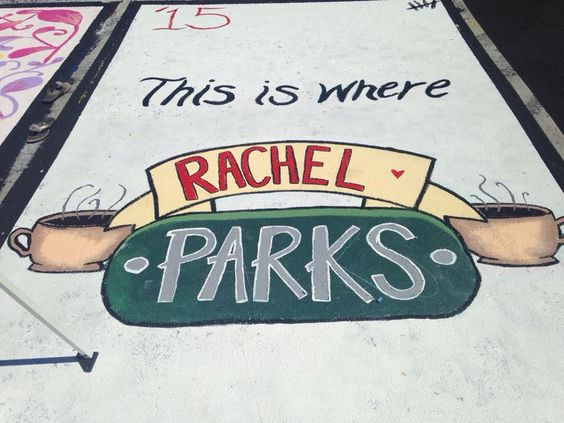 '15
This is where
RACHEL
•PARKS•